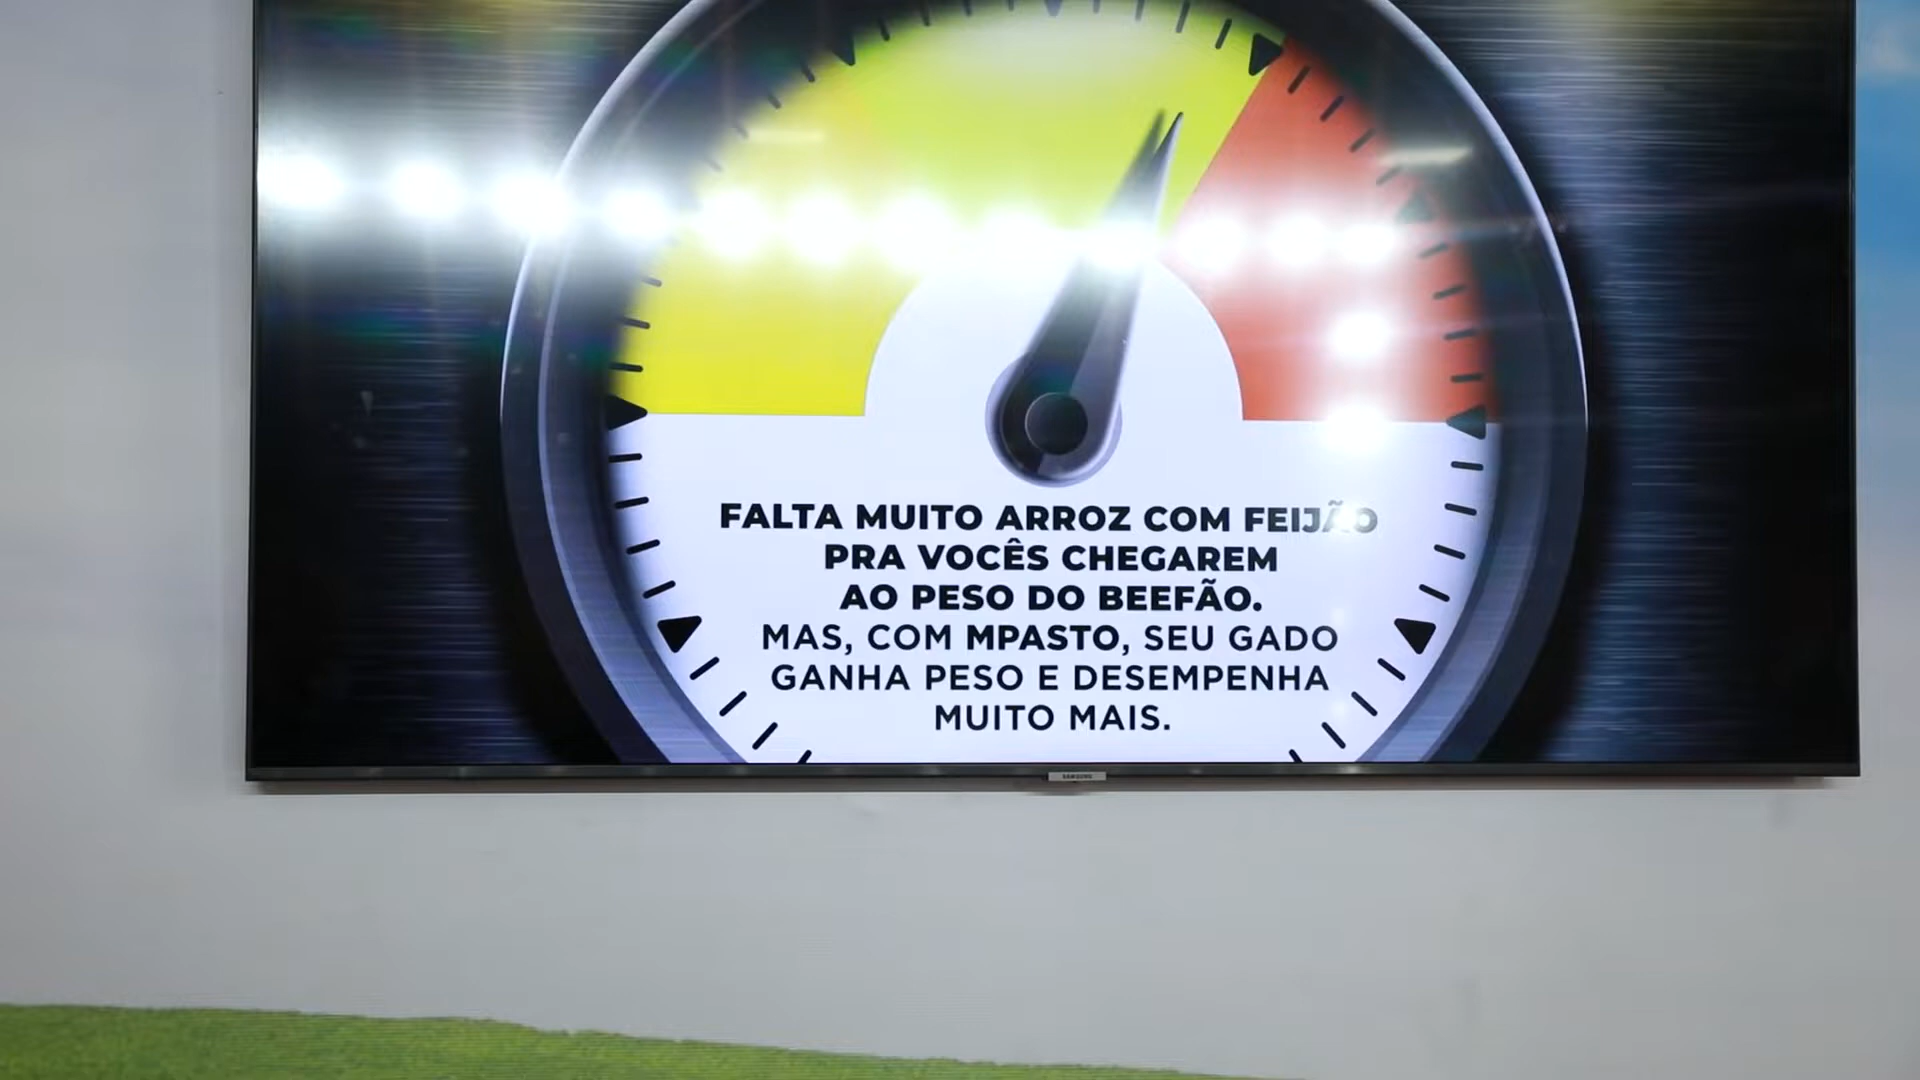 FALTA MUITO ARROZ COM FEIJÃO
PRA VOCÊS CHEGAREM
AO PESO DO BEEFÃO.
MAS, COM MPASTO, SEU GADO
GANHA PESO E DESEMPENHA
MUITO MAIS.
SAMSUNG